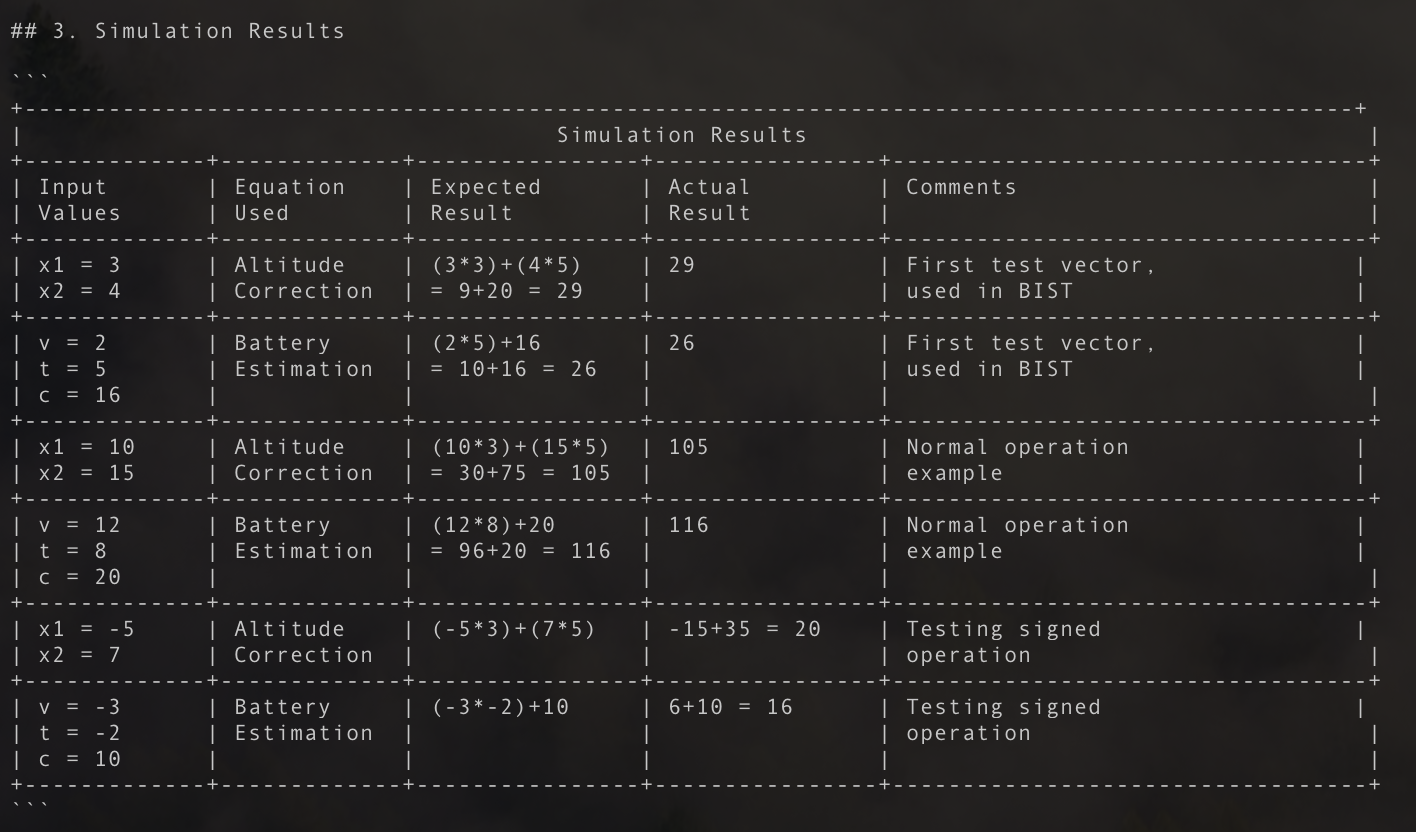 ## 3. Simulation Results
```
+-------------------------------------------------------------------------------------------------+
|                                       Simulation Results                                         |
+-------------+-------------+----------------+----------------+----------------------------------+
| Input       | Equation    | Expected       | Actual         | Comments                          |
| Values      | Used        | Result         | Result         |                                   |
+-------------+-------------+----------------+----------------+----------------------------------+
| x1 = 3      | Altitude    | (3*3)+(4*5)    | 29             | First test vector,               |
| x2 = 4      | Correction  | = 9+20 = 29    |                | used in BIST                     |
+-------------+-------------+----------------+----------------+----------------------------------+
| v = 2       | Battery     | (2*5)+16       | 26             | First test vector,               |
| t = 5       | Estimation  | = 10+16 = 26   |                | used in BIST                     |
| c = 16      |             |                |                |                                   |
+-------------+-------------+----------------+----------------+----------------------------------+
| x1 = 10     | Altitude    | (10*3)+(15*5)  | 105            | Normal operation                 |
| x2 = 15     | Correction  | = 30+75 = 105  |                | example                          |
+-------------+-------------+----------------+----------------+----------------------------------+
| v = 12      | Battery     | (12*8)+20      | 116            | Normal operation                 |
| t = 8       | Estimation  | = 96+20 = 116  |                | example                          |
| c = 20      |             |                |                |                                   |
+-------------+-------------+----------------+----------------+----------------------------------+
| x1 = -5     | Altitude    | (-5*3)+(7*5)   | -15+35 = 20    | Testing signed                   |
| x2 = 7      | Correction  |                |                | operation                         |
+-------------+-------------+----------------+----------------+----------------------------------+
| v = -3      | Battery     | (-3*-2)+10     | 6+10 = 16      | Testing signed                   |
| t = -2      | Estimation  |                |                | operation                         |
| c = 10      |             |                |                |                                   |
+-------------+-------------+----------------+----------------+----------------------------------+
```